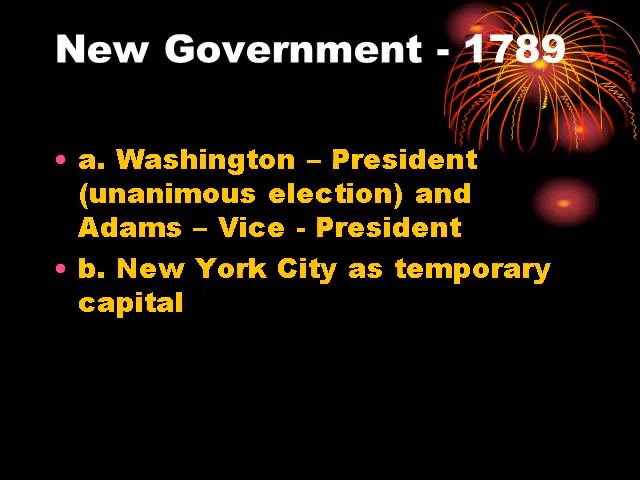 New Government - 1789
• a. Washington – President
(unanimous election) and
Adams – Vice - President
• b. New York City as temporary
capital